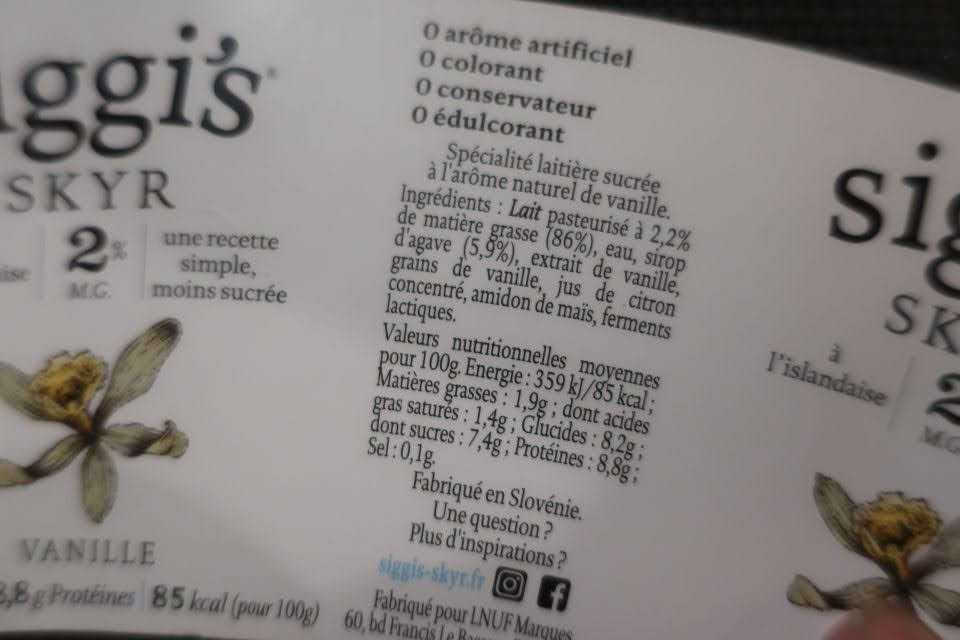 siggi's
SKYR
2%
M.G.
une recette
simple,
moins sucrée
VANILLE
8,8 g Protéines | 85 kcal (pour 100g)
0 arôme artificiel
0 colorant
0 conservateur
0 édulcorant
Spécialité laitière sucrée
à l'arôme naturel de vanille.
Ingrédients : Lait pasteurisé à 2,2%
de matière grasse (86%), eau, sirop
d'agave (5,9%), extrait de vanille,
grains de vanille, jus de citron
concentré, amidon de maïs, ferments
lactiques.
Valeurs nutritionnelles moyennes
pour 100g. Energie : 359 kJ/85 kcal ;
Matières grasses : 1,9g ; dont acides
gras saturés : 1,4g ; Glucides : 8,2g ;
dont sucres : 7,4g ; Protéines : 8,8g ;
Sel : 0,1g.
Fabriqué en Slovénie.
Une question ?
Plus d'inspirations ?
siggis-skyr.fr
Fabriqué pour LNUF Marques
60, bd Francis Le
sig
SK
à
l'islandaise
2
M.G.